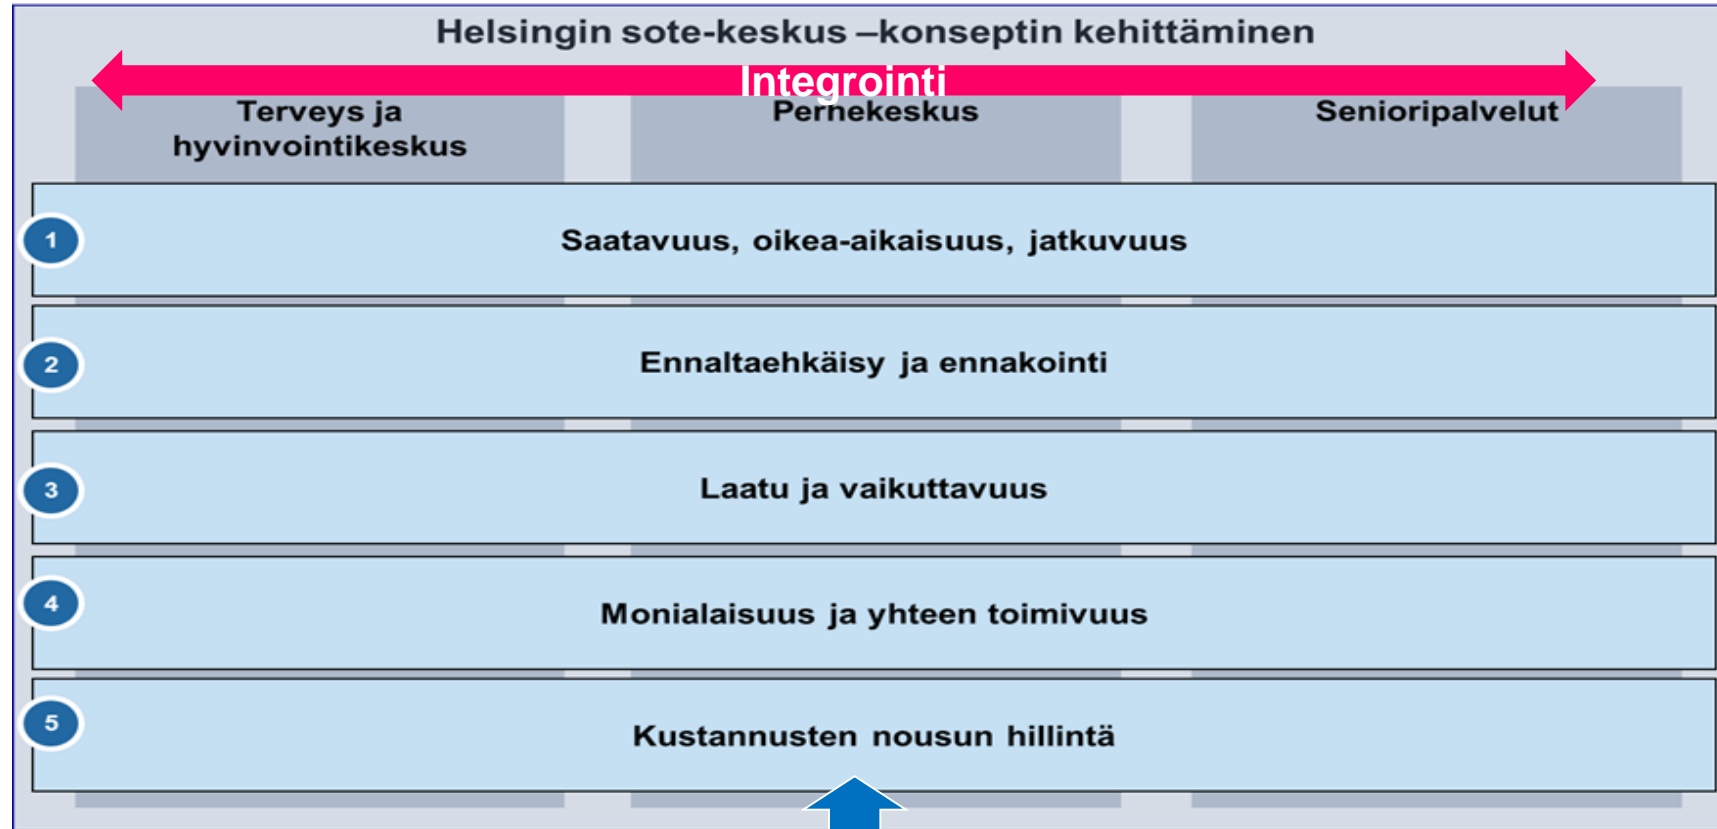 Helsingin sote-keskus –konseptin kehittäminen
Integrointi
Terveys ja
hyvinvointikeskus
Pernekeskus
Senioripalvelut
1
Saatavuus, oikea-aikaisuus, jatkuvuus
2
Ennaltaehkäisy ja ennakointi
3
Laatu ja vaikuttavuus
4
Monialaisuus ja yhteen toimivuus
5
Kustannusten nousun hillintä